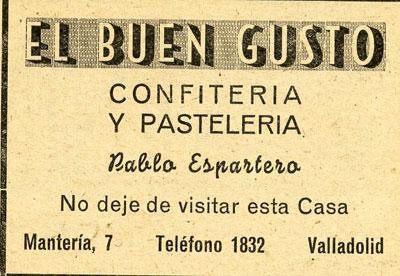 EL BUEN GUSTO
CONFITERIA
Y PASTELERIA
Pablo Espartero
No deje de visitar esta Casa
Mantería, 7 Teléfono 1832 Valladolid